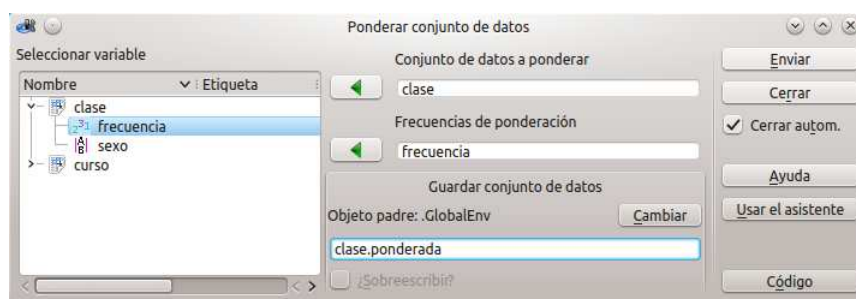 Ponderar conjunto de datos
Seleccionar variable
Nombre
Etiqueta
clase
frecuencia
sexo
curso
Conjunto de datos a ponderar
clase
Frecuencias de ponderación
frecuencia
Guardar conjunto de datos
Objeto padre: .GlobalEnv
Cambiar
clase.ponderada
¿Sobreescribir?
Enviar
Cerrar
Cerrar autom.
Ayuda
Usar el asistente
Código